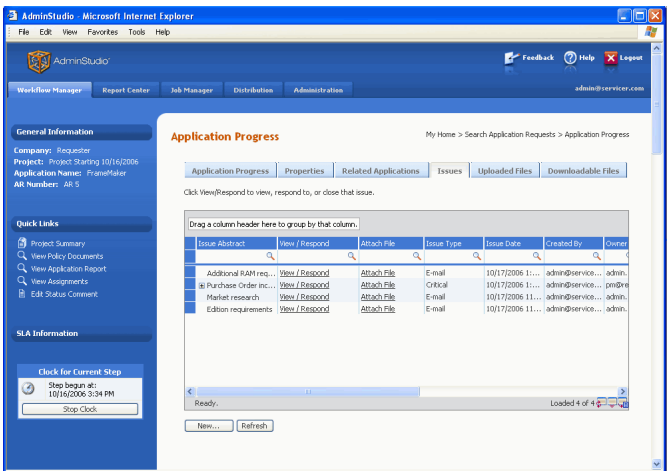 AdminStudio - Microsoft Internet Explorer
File Edit View Favorites Tools Help
AdminStudio
Feedback Help Logout
Workflow Manager Report Center Job Manager Distribution Administration
admin@servicer.com
General Information
Company: Requester
Project: Project Starting 10/16/2006
Application Name: FrameMaker
AR Number: AR 5
Quick Links
Project Summary
View Policy Documents
View Application Report
View Assignments
Edit Status Comment
SLA Information
Clock for Current Step
Step begun at:
10/16/2006 3:34 PM
Stop Clock
Application Progress
My Home > Search Application Requests > Application Progress
Application Progress Properties Related Applications Issues Uploaded Files Downloadable Files
Click View/Respond to view, respond to, or close that issue.
Drag a column header here to group by that column.
Issue Abstract View / Respond Attach File Issue Type Issue Date Created By Owner
Additional RAM req... View / Respond Attach File E-mail 10/17/2006 1:... admin@service... admin.
Purchase Order inc... View / Respond Attach File Critical 10/17/2006 1:... admin@service... pm@re
Market research View / Respond Attach File E-mail 10/17/2006 11... admin@service... admin.
Edition requirements View / Respond Attach File E-mail 10/17/2006 11... admin@service... admin.
Ready. Loaded 4 of 4
New... Refresh